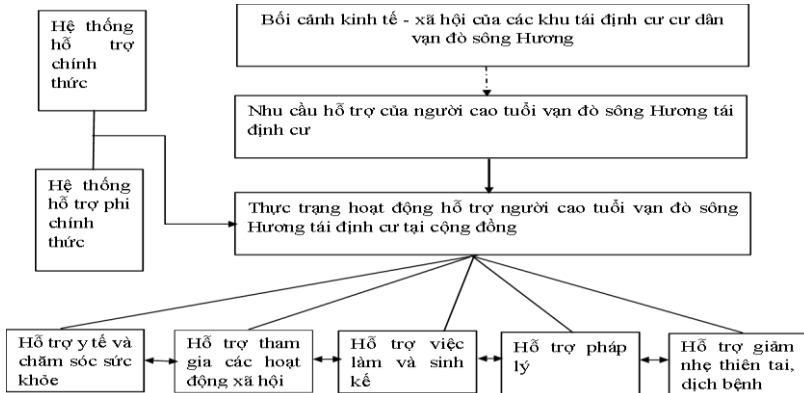 Hệ thống
hỗ trợ
chính
thức
Bối cảnh kinh tế - xã hội của các khu tái định cư cư dân
vạn đò sông Hương
Nhu cầu hỗ trợ của người cao tuổi vạn đò sông Hương tái
định cư
Hệ thống
hỗ trợ phi
chính
thức
Thực trạng hoạt động hỗ trợ người cao tuổi vạn đò sông
Hương tái định cư tại cộng đồng
Hỗ trợ y tế và
chăm sóc sức
khỏe
Hỗ trợ tham
gia các hoạt
động xã hội
Hỗ trợ việc
làm và sinh
kế
Hỗ trợ pháp
lý
Hỗ trợ giảm
nhẹ thiên tai,
dịch bệnh